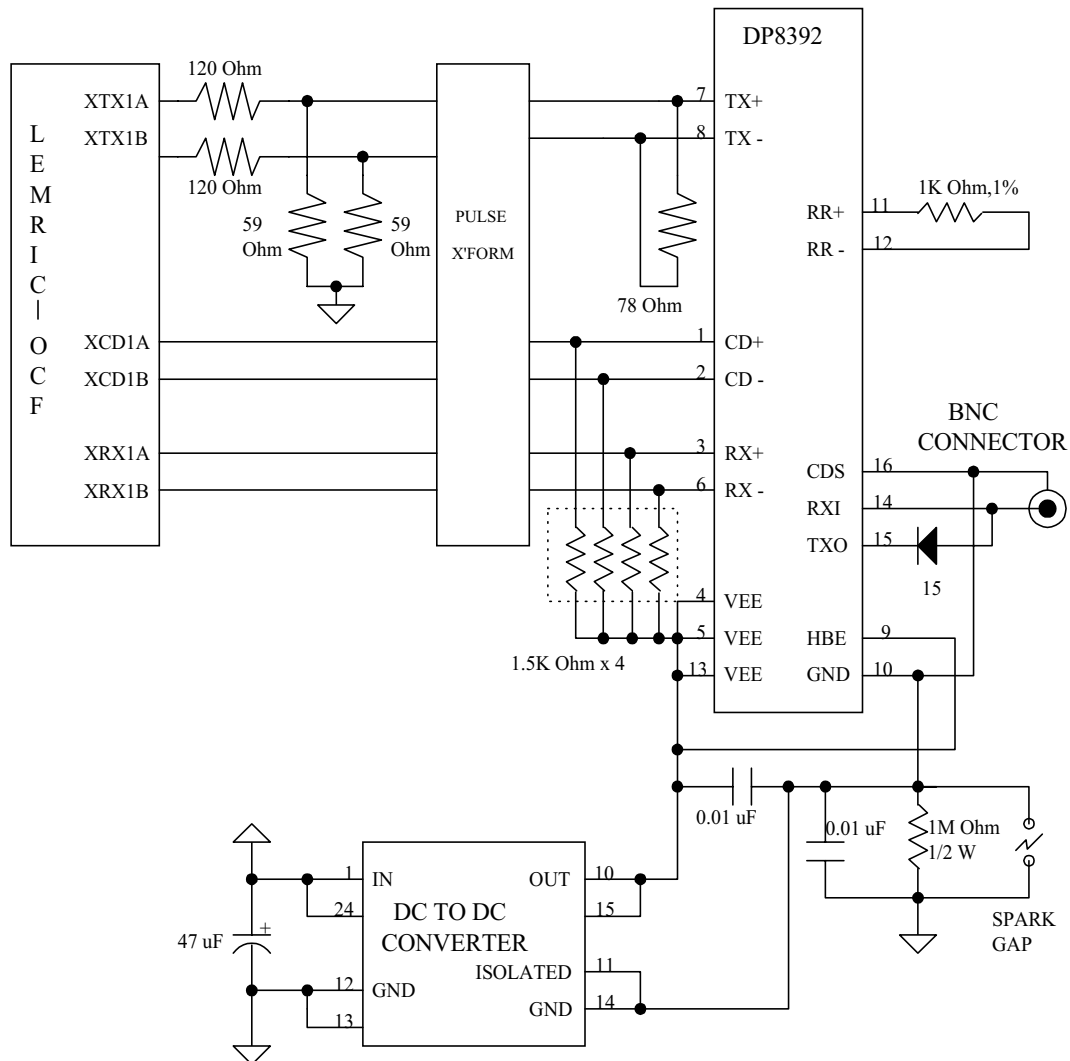 DP8392
120 Ohm
XTX1A
7
TX+
XTX1B
8
TX -
120 Ohm
LEMRIC-OCF
59
Ohm
59
Ohm
PULSE
X'FORM
78 Ohm
1K Ohm,1%
RR+
11
RR -
12
XCD1A
1
CD+
XCD1B
2
CD -
XRX1A
3
RX+
XRX1B
6
RX -
BNC
CONNECTOR
CDS
16
RXI
14
TXO
15
15
4
VEE
5
VEE
HBE
9
1.5K Ohm x 4
13
VEE
GND
10
0.01 uF
0.01 uF
1M Ohm
1/2 W
SPARK
GAP
1
IN
OUT
10
24
15
DC TO DC
CONVERTER
47 uF
+
ISOLATED
11
12
GND
GND
14
13